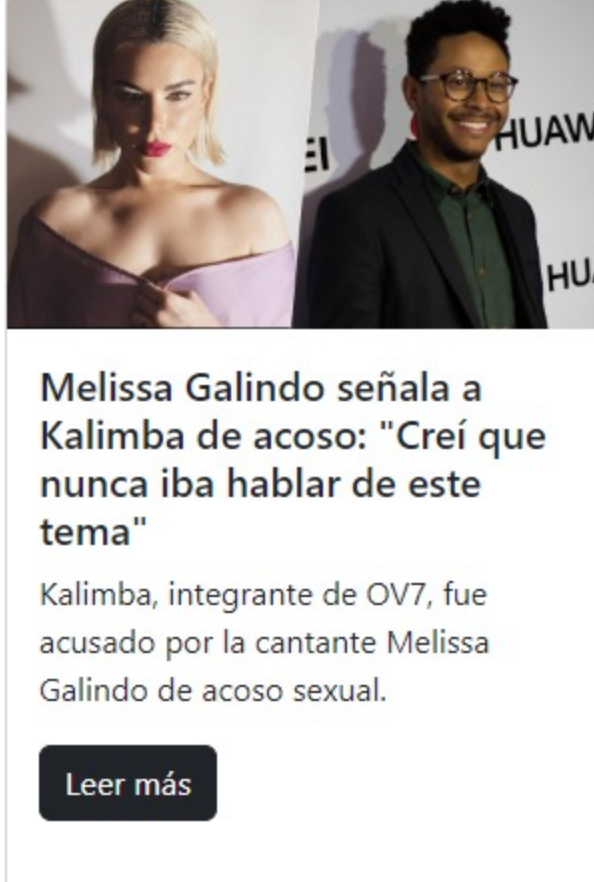 EI
HUAW
HU
Melissa Galindo señala a
Kalimba de acoso: "Creí que
nunca iba hablar de este
tema"
Kalimba, integrante de OV7, fue
acusado por la cantante Melissa
Galindo de acoso sexual.
Leer más